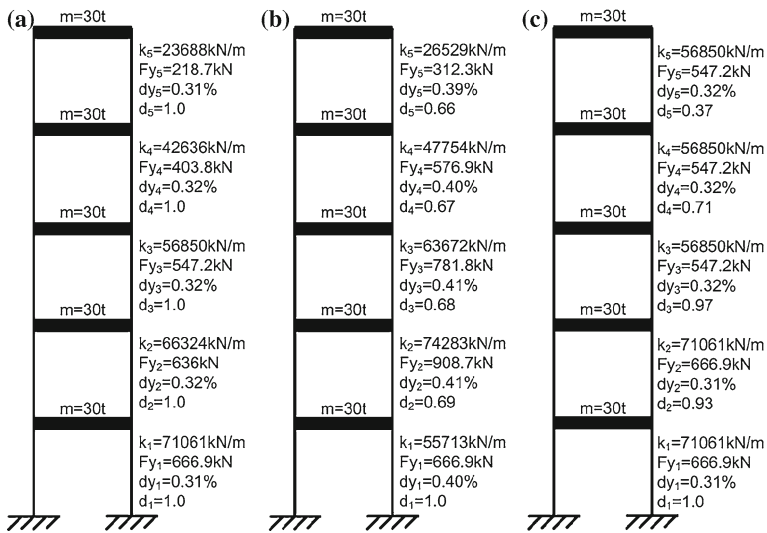 (a)
m=30t
k₅=23688kN/m
Fy₅=218.7kN
dy₅=0.31%
d₅=1.0
m=30t
k₄=42636kN/m
Fy₄=403.8kN
dy₄=0.32%
d₄=1.0
m=30t
k₃=56850kN/m
Fy₃=547.2kN
dy₃=0.32%
d₃=1.0
m=30t
k₂=66324kN/m
Fy₂=636kN
dy₂=0.32%
d₂=1.0
m=30t
k₁=71061kN/m
Fy₁=666.9kN
dy₁=0.31%
d₁=1.0
(b)
m=30t
k₅=26529kN/m
Fy₅=312.3kN
dy₅=0.39%
d₅=0.66
m=30t
k₄=47754kN/m
Fy₄=576.9kN
dy₄=0.40%
d₄=0.67
m=30t
k₃=63672kN/m
Fy₃=781.8kN
dy₃=0.41%
d₃=0.68
m=30t
k₂=74283kN/m
Fy₂=908.7kN
dy₂=0.41%
d₂=0.69
m=30t
k₁=55713kN/m
Fy₁=666.9kN
dy₁=0.40%
d₁=1.0
(c)
m=30t
k₅=56850kN/m
Fy₅=547.2kN
dy₅=0.32%
d₅=0.37
m=30t
k₄=56850kN/m
Fy₄=547.2kN
dy₄=0.32%
d₄=0.71
m=30t
k₃=56850kN/m
Fy₃=547.2kN
dy₃=0.32%
d₃=0.97
m=30t
k₂=71061kN/m
Fy₂=666.9kN
dy₂=0.31%
d₂=0.93
m=30t
k₁=71061kN/m
Fy₁=666.9kN
dy₁=0.31%
d₁=1.0